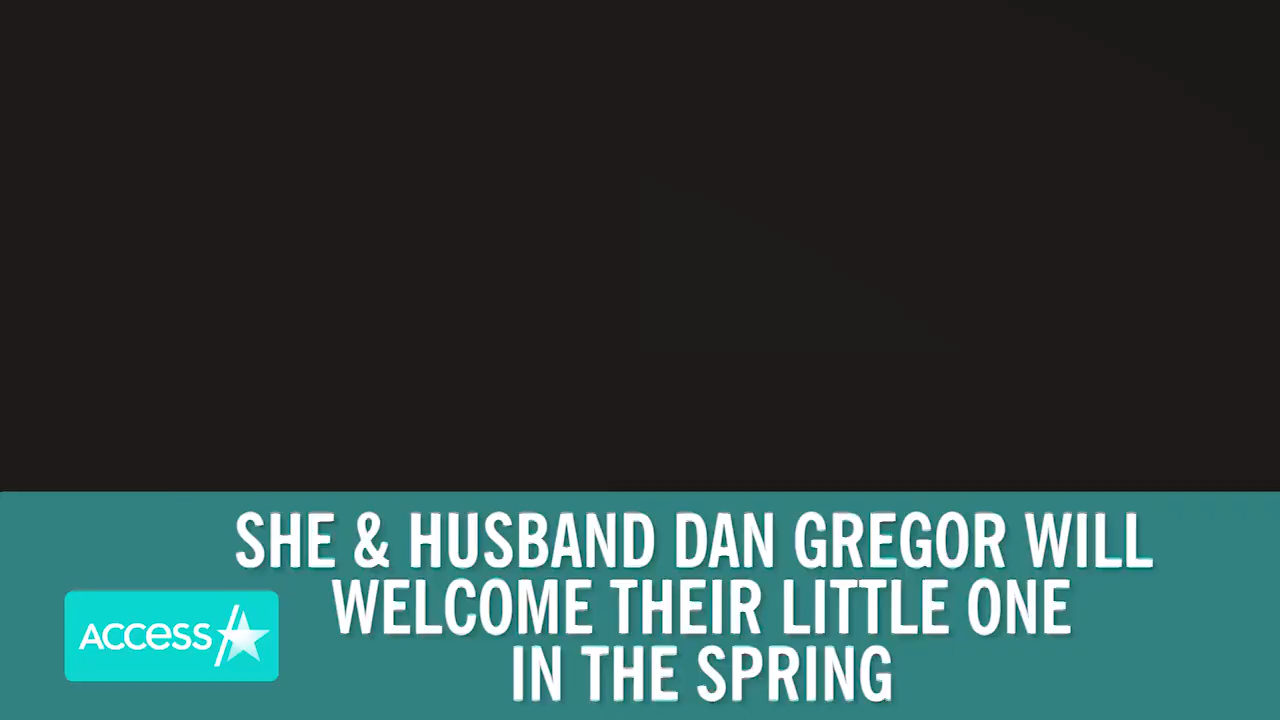 SHE & HUSBAND DAN GREGOR WILL
WELCOME THEIR LITTLE ONE
IN THE SPRING
ACCESS